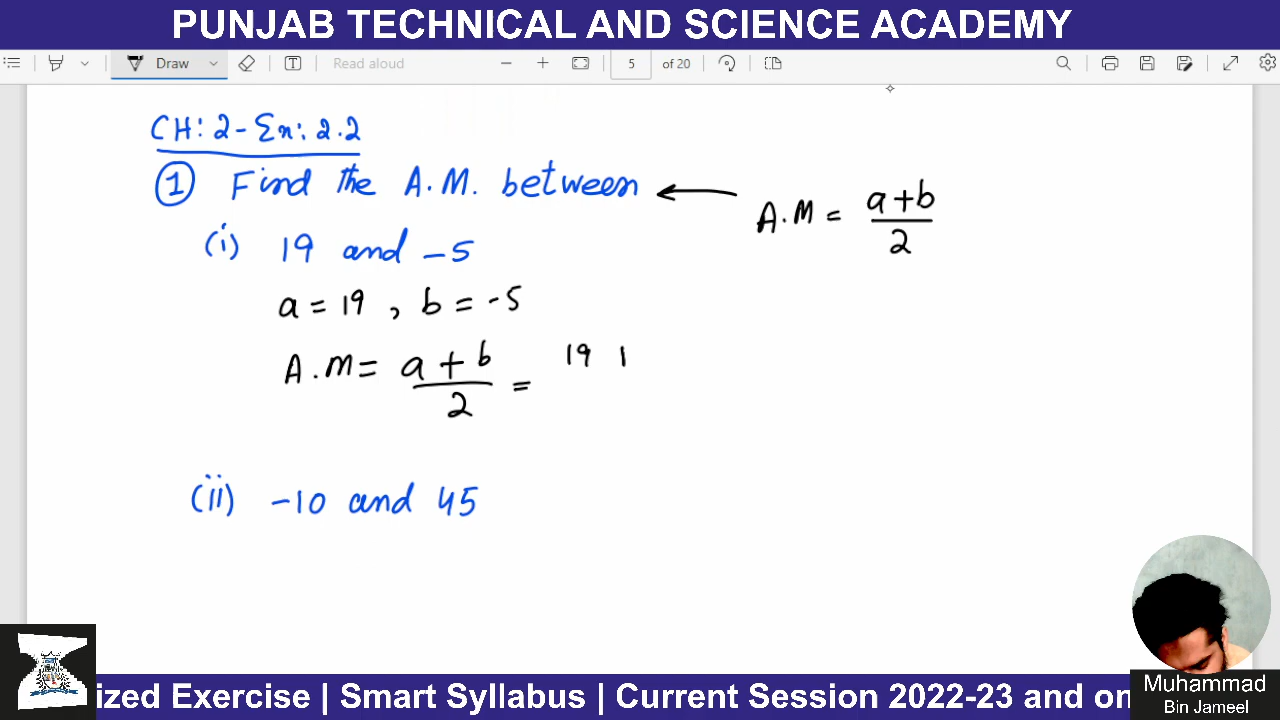 PUNJAB TECHNICAL AND SCIENCE ACADEMY
Draw Read aloud 5 of 20
CH: 2 - Ex: 2.2
(1) Find the A.M. between
A.M = a+b/2
(i) 19 and -5
a = 19 , b = -5
A.M = a+b/2 = 19
(ii) -10 and 45
ized Exercise | Smart Syllabus | Current Session 2022-23 and on
Muhammad
Bin Jameel